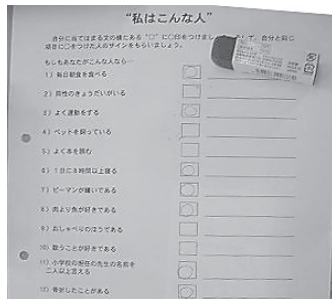 “私はこんな人”
自分に当てはまる文の横にある“□”に○印をつけましょう。そして、自分と同じ
項目に○をつけた人のサインをもらいましょう。
もしもあなたがこんな人なら…
1）毎日朝食を食べる
2）異性のきょうだいがいる
3）よく運動をする
4）ペットを飼っている
5）よく本を読む
6）1日に8時間以上寝る
7）ピーマンが嫌いである
8）肉より魚が好きである
9）おしゃべりのほうである
10）歌うことが好きである
11）小学校の担任の先生の名前を
二人以上言える
12）骨折したことがある